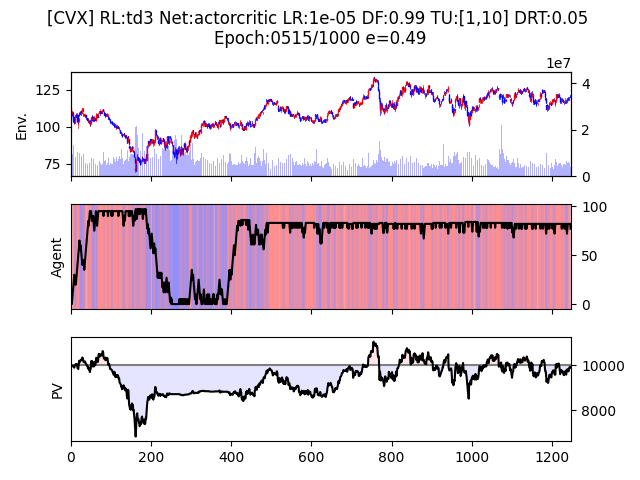 [CVX] RL:td3 Net:actorcritic LR:1e-05 DF:0.99 TU:[1,10] DRT:0.05
Epoch:0515/1000 e=0.49
1e7
Env.
125
100
75
4
2
0
Agent
100
50
0
PV
10000
8000
0 200 400 600 800 1000 1200